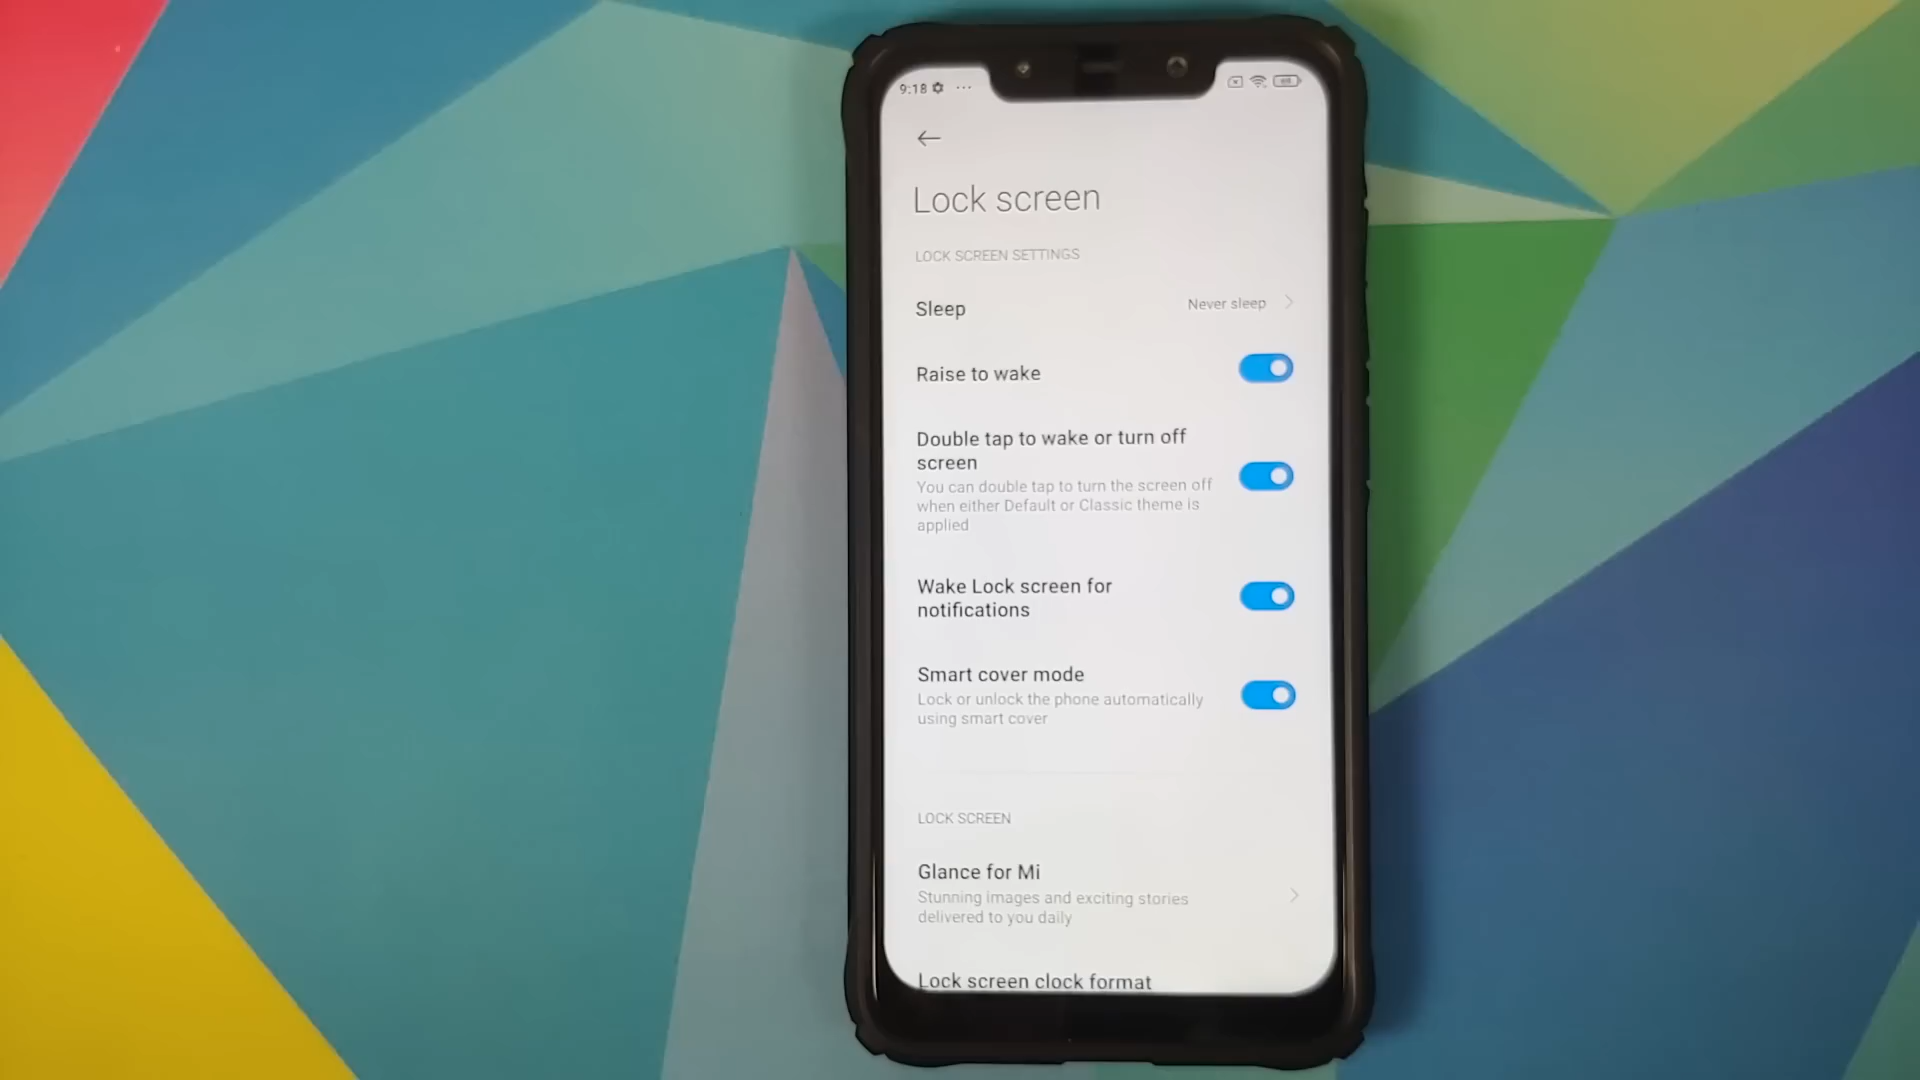 9:18 ...
Lock screen
LOCK SCREEN SETTINGS
Sleep
Never sleep
Raise to wake
Double tap to wake or turn off
screen
You can double tap to turn the screen off
when either Default or Classic theme is
applied
Wake Lock screen for
notifications
Smart cover mode
Lock or unlock the phone automatically
using smart cover
LOCK SCREEN
Glance for Mi
Stunning images and exciting stories
delivered to you daily
Lock screen clock format